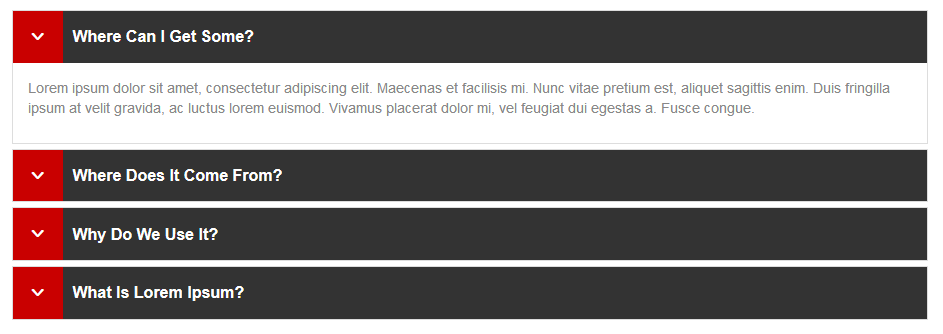 Where Can I Get Some?
Lorem ipsum dolor sit amet, consectetur adipiscing elit. Maecenas et facilisis mi. Nunc vitae pretium est, aliquet sagittis enim. Duis fringilla
ipsum at velit gravida, ac luctus lorem euismod. Vivamus placerat dolor mi, vel feugiat dui egestas a. Fusce congue.
Where Does It Come From?
Why Do We Use It?
What Is Lorem Ipsum?